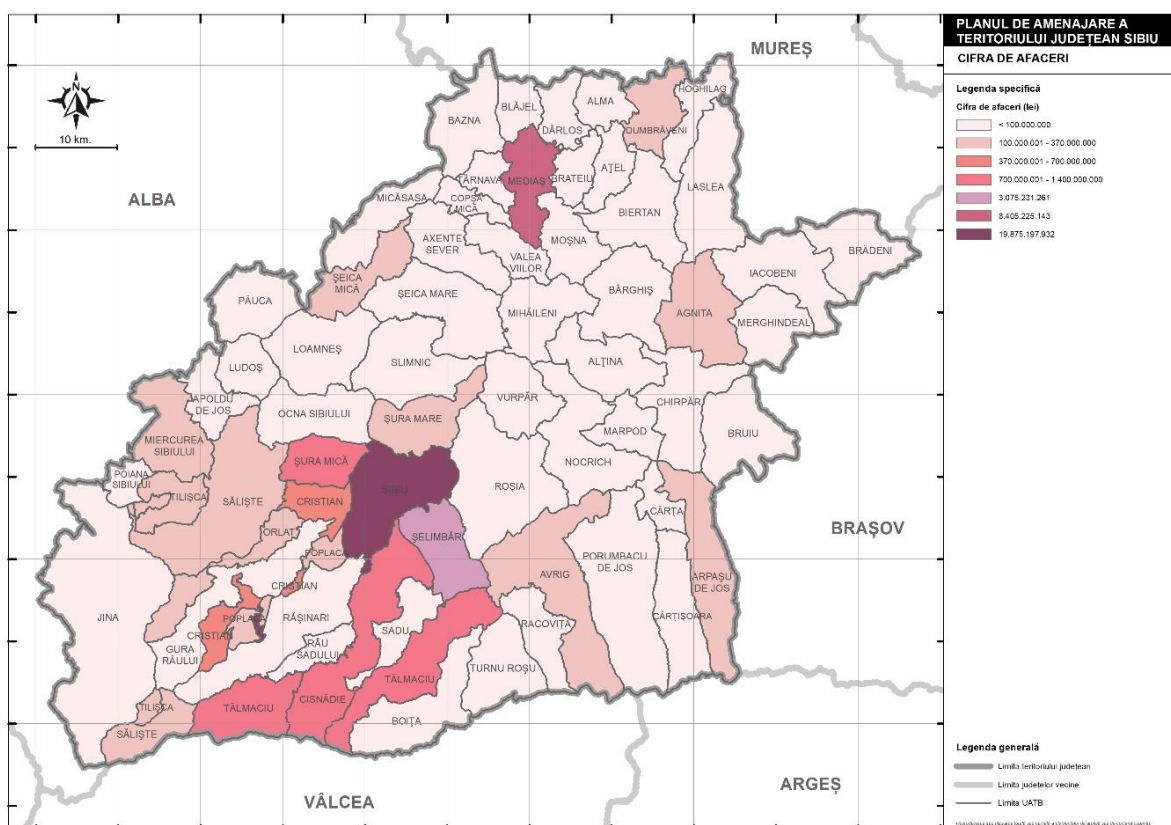 PLANUL DE AMENAJARE A
TERITORIULUI JUDEȚEAN SIBIU
CIFRA DE AFACERI
Legenda specifică
Cifra de afaceri (lei)
< 100.000.000
100.000.001 - 370.000.000
370.000.001 - 700.000.000
700.000.001 - 1.400.000.000
3.075.231.261
8.405.225.143
19.875.197.932
MUREȘ
HOGHILAG
N
BLĂJEL
ALMA
BAZNA
DÂRLOS
DUMBRĂVENI
10 km.
AȚEL
TÂRNAVA
MEDIAȘ
BRATEIU
LASLEA
ALBA
MICĂSASA
COPȘA
MICĂ
BIERTAN
AXENTE
SEVER
MOȘNA
VALEA
VIILOR
BRĂDENI
IACOBENI
ȘEICA
MICĂ
BÂRGHIȘ
PĂUCA
ȘEICA MARE
MIHĂILENI
AGNITA
MERGHINDEAL
LOAMNEȘ
LUDOȘ
SLIMNIC
ALȚINA
APOLDU
DE JOS
VURPĂR
CHIRPĂR
OCNA SIBIULUI
ȘURA MARE
MARPOD
BRUIU
MIERCUREA
SIBIULUI
ȘURA MICĂ
NOCRICH
POIANA
SIBIULUI
TILIȘCA
SĂLIȘTE
CRISTIAN
SIBIU
ROȘIA
CÂRȚA
BRAȘOV
ORLAT
ȘELIMBĂR
POPLACA
PORUMBACU
DE JOS
AVRIG
ARPAȘU
DE JOS
CRISTIAN
JINA
POPLACA
RĂȘINARI
CÂRȚIȘOARA
CRISTIAN
SADU
RACOVIȚA
GURA
RÂULUI
RÂU
SADULUI
TURNU ROȘU
TĂLMACIU
TILIȘCA
TĂLMACIU
CISNĂDIE
BOIȚA
SĂLIȘTE
ARGEȘ
VÂLCEA
Legenda generală
Limita teritoriului județean
Limita județelor vecine
Limita UATB